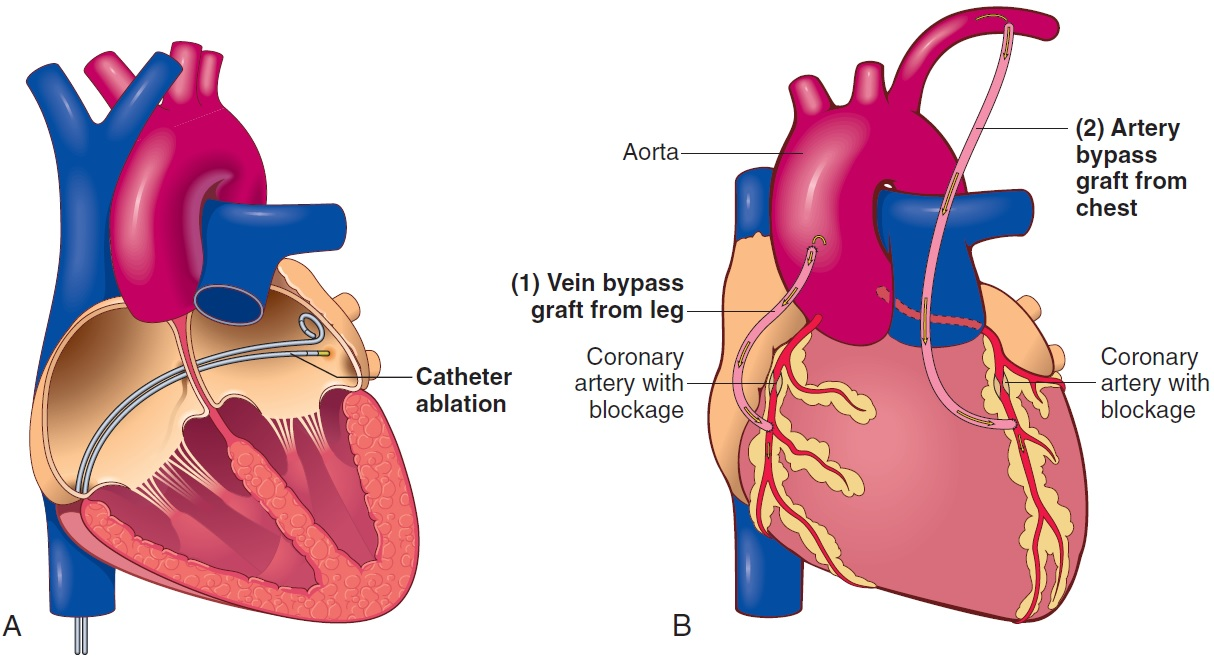 Catheter
ablation
A
Aorta
(1) Vein bypass
graft from leg
Coronary
artery with
blockage
(2) Artery
bypass
graft from
chest
Coronary
artery with
blockage
B